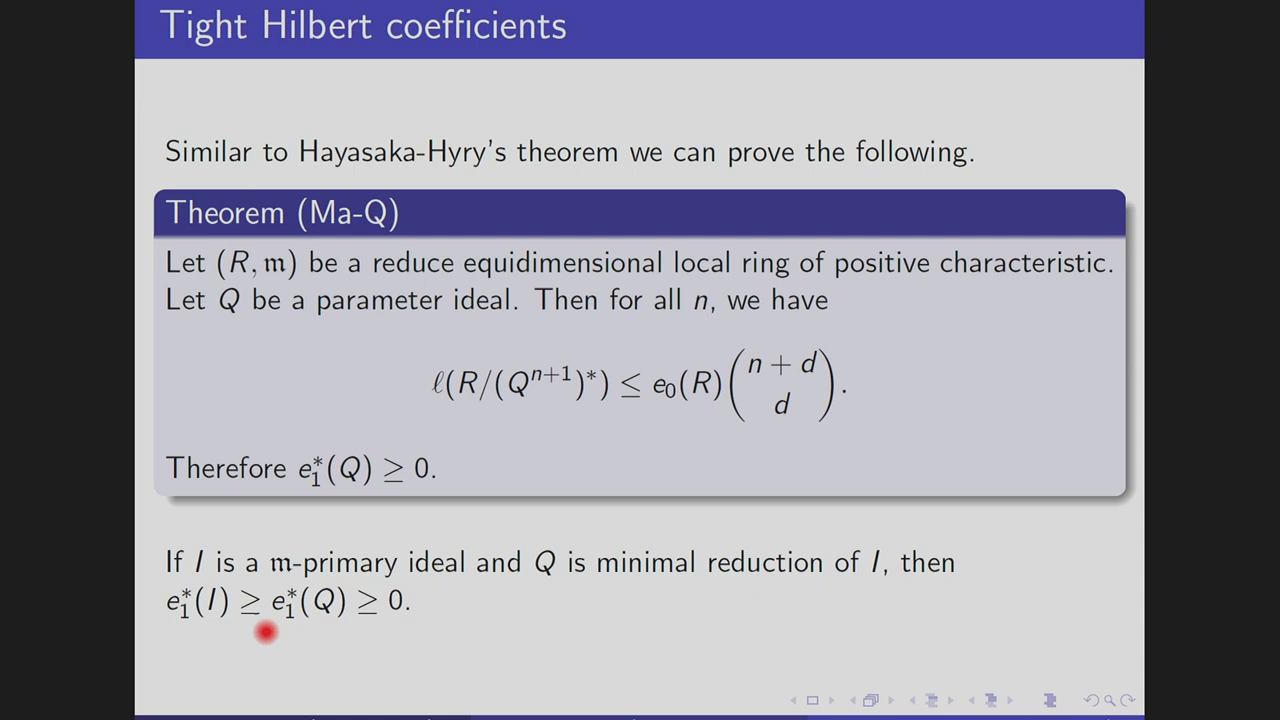 Tight Hilbert coefficients
Similar to Hayasaka-Hyry's theorem we can prove the following.
Theorem (Ma-Q)
Let (R, 𝔪) be a reduce equidimensional local ring of positive characteristic.
Let Q be a parameter ideal. Then for all n, we have
ℓ(R/(Q^{n+1})^*) ≤ e_0(R) \binom{n + d}{d}.
Therefore e_1^*(Q) ≥ 0.
If I is a 𝔪-primary ideal and Q is minimal reduction of I, then
e_1^*(I) ≥ e_1^*(Q) ≥ 0.